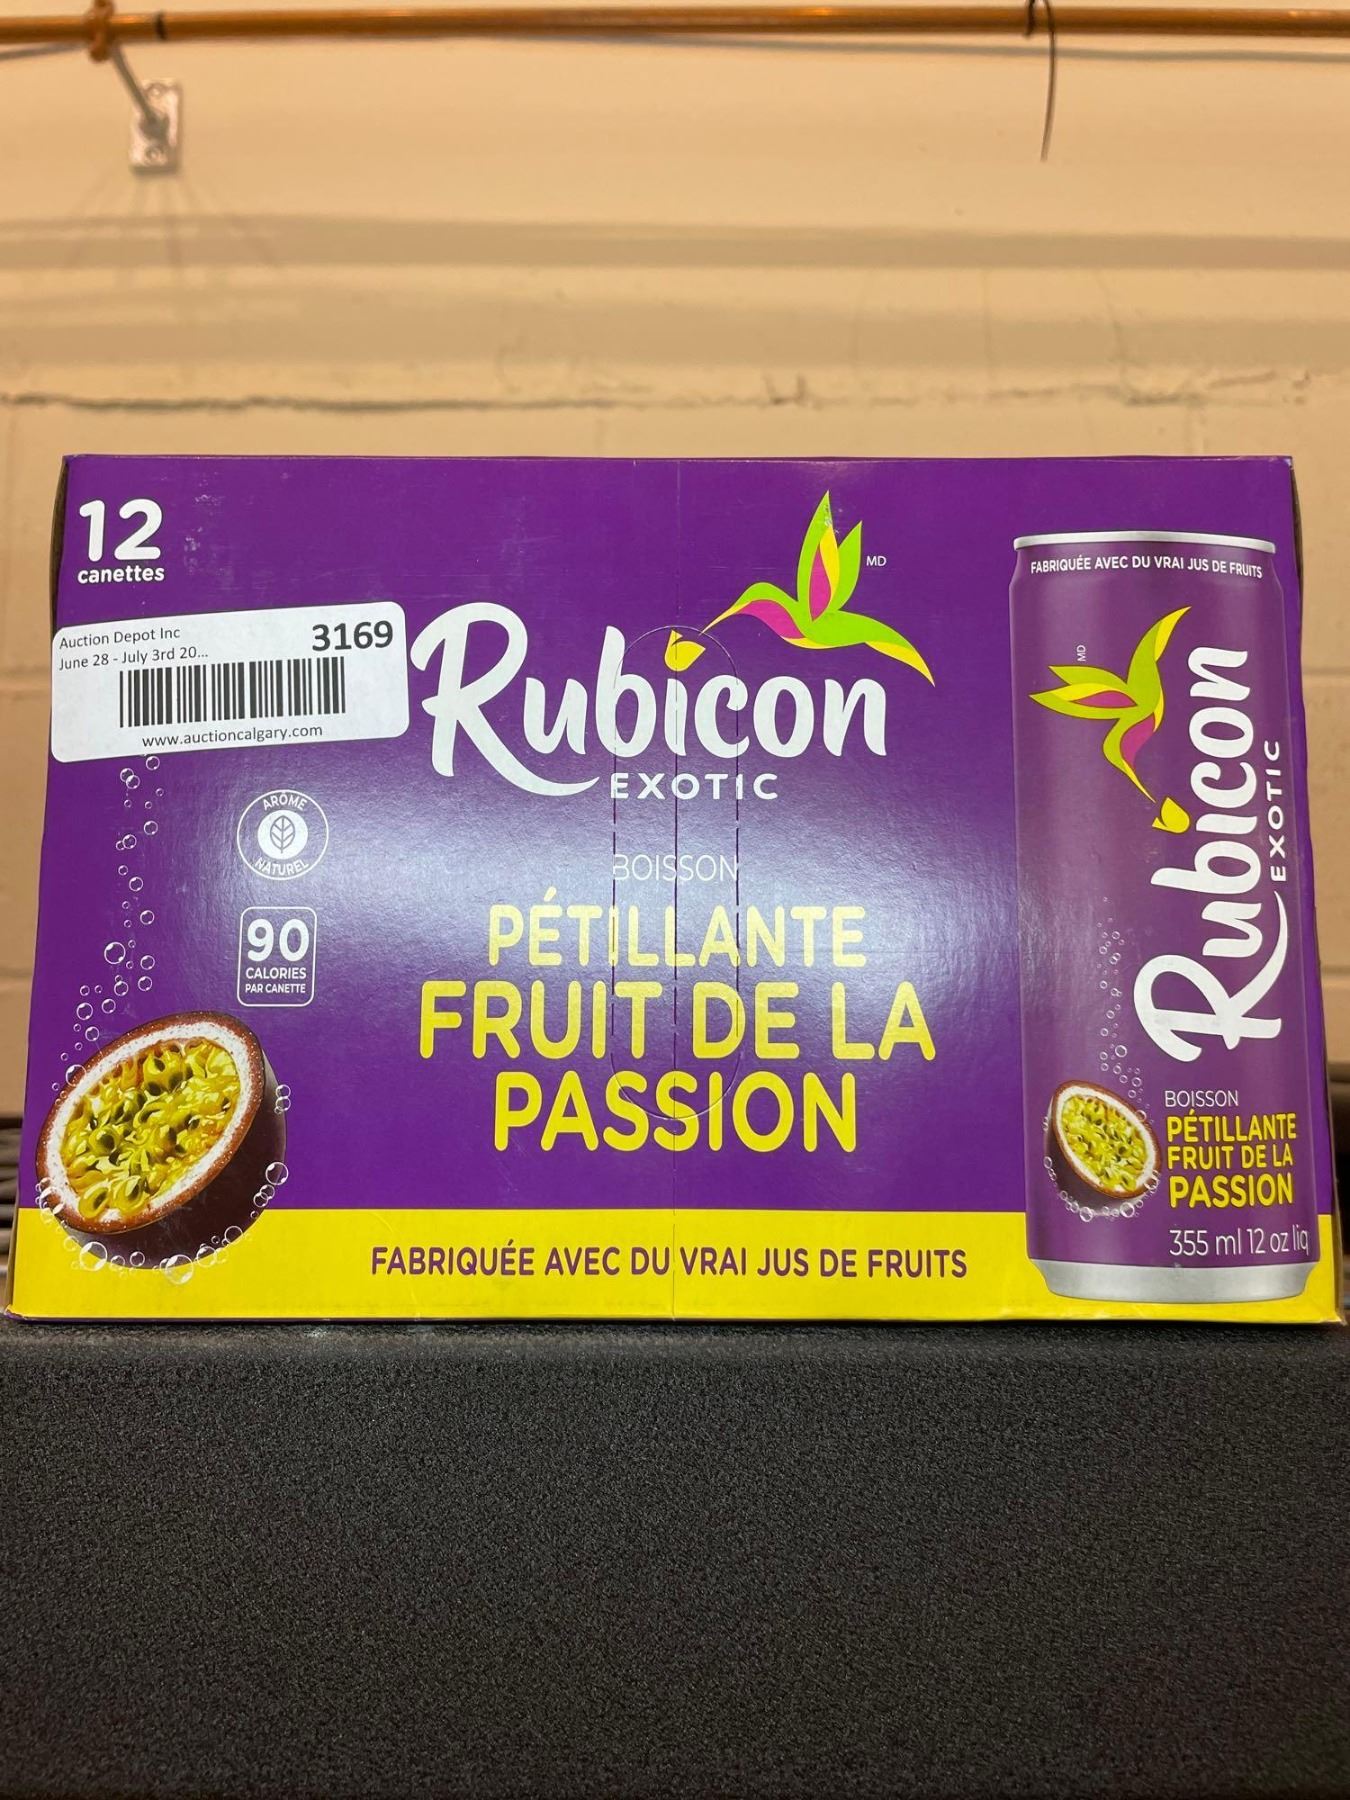 12
canettes
Auction Depot Inc
3169
June 28 - July 3rd 20...
www.auctioncalgary.com
Rubicon
MD
EXOTIC
ARÔME
NATUREL
90
CALORIES
PAR CANETTE
BOISSON
PÉTILLANTE
FRUIT DE LA
PASSION
FABRIQUÉE AVEC DU VRAI JUS DE FRUITS
FABRIQUÉE AVEC DU VRAI JUS DE FRUITS
MD
Rubicon
EXOTIC
BOISSON
PÉTILLANTE
FRUIT DE LA
PASSION
355 ml 12 oz liq